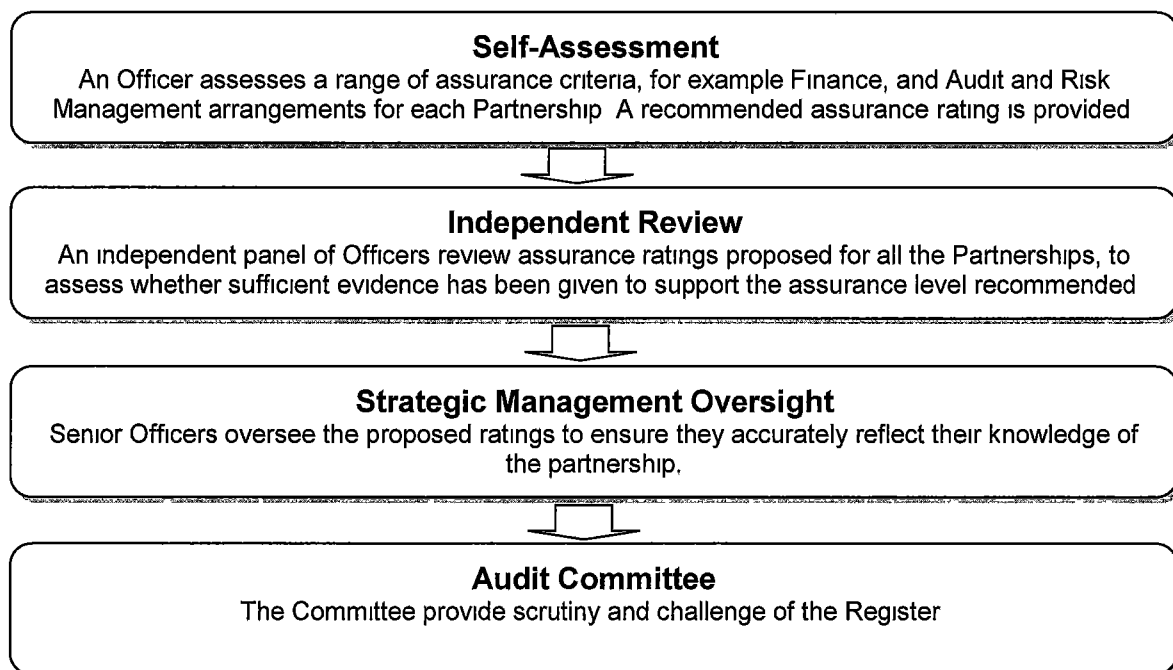 Self-Assessment
An Officer assesses a range of assurance criteria, for example Finance, and Audit and Risk
Management arrangements for each Partnership A recommended assurance rating is provided
Independent Review
An independent panel of Officers review assurance ratings proposed for all the Partnerships, to
assess whether sufficient evidence has been given to support the assurance level recommended
Strategic Management Oversight
Senior Officers oversee the proposed ratings to ensure they accurately reflect their knowledge of
the partnership.
Audit Committee
The Committee provide scrutiny and challenge of the Register